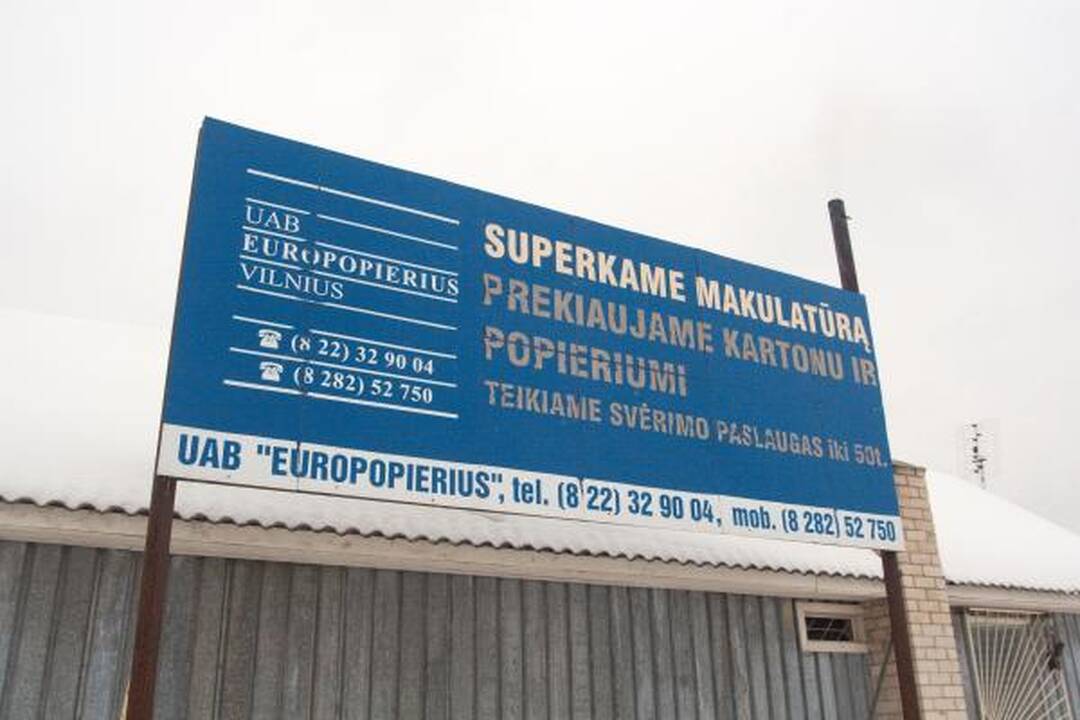 UAB
EUROPOPIERIUS
VILNIUS
☎ (8 22) 32 90 04
☎ (8 282) 52 750
SUPERKAME MAKULATŪRĄ
PREKIAUJAME KARTONU IR
POPIERIUMI
TEIKIAME SVĖRIMO PASLAUGAS iki 50t.
UAB "EUROPOPIERIUS", tel. (8 22) 32 90 04, mob. (8 282) 52 750